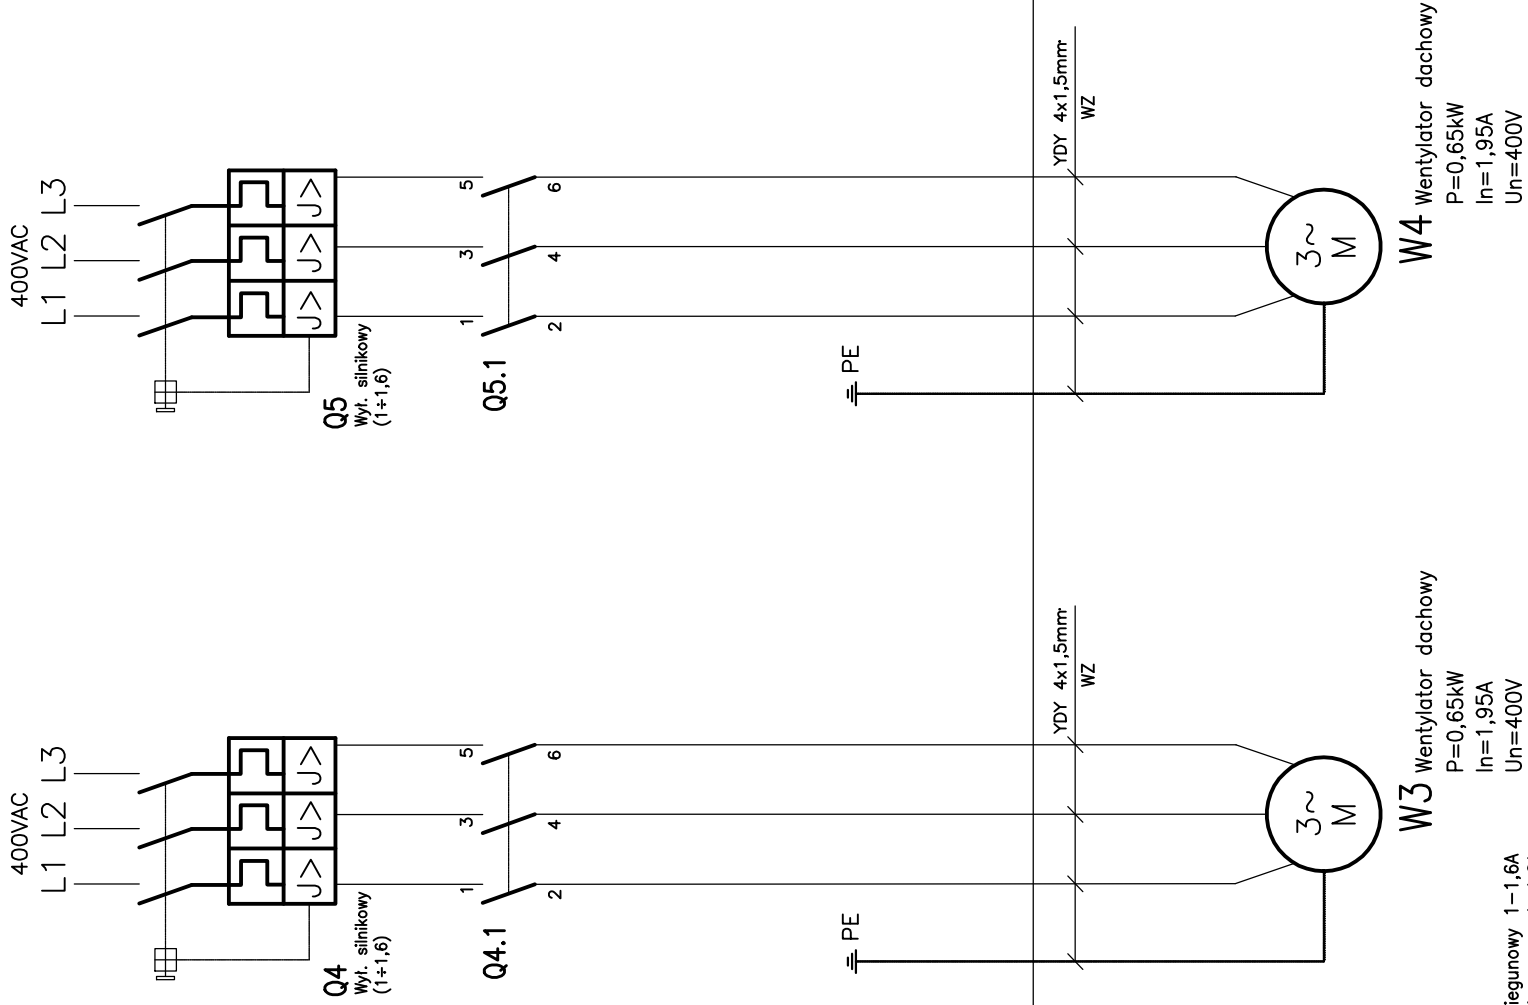 400VAC
L1 L2 L3
Q4
Wył. silnikowy
(1÷1,6)
J> J> J>
Q4.1
1 3 5
2 4 6
PE
YDY 4x1,5mm
WZ
3~
M
W3 Wentylator dachowy
P=0,65kW
In=1,95A
Un=400V
400VAC
L1 L2 L3
Q5
Wył. silnikowy
(1÷1,6)
J> J> J>
Q5.1
1 3 5
2 4 6
PE
YDY 4x1,5mm
WZ
3~
M
W4 Wentylator dachowy
P=0,65kW
In=1,95A
Un=400V
iegunowy 1-1,6A